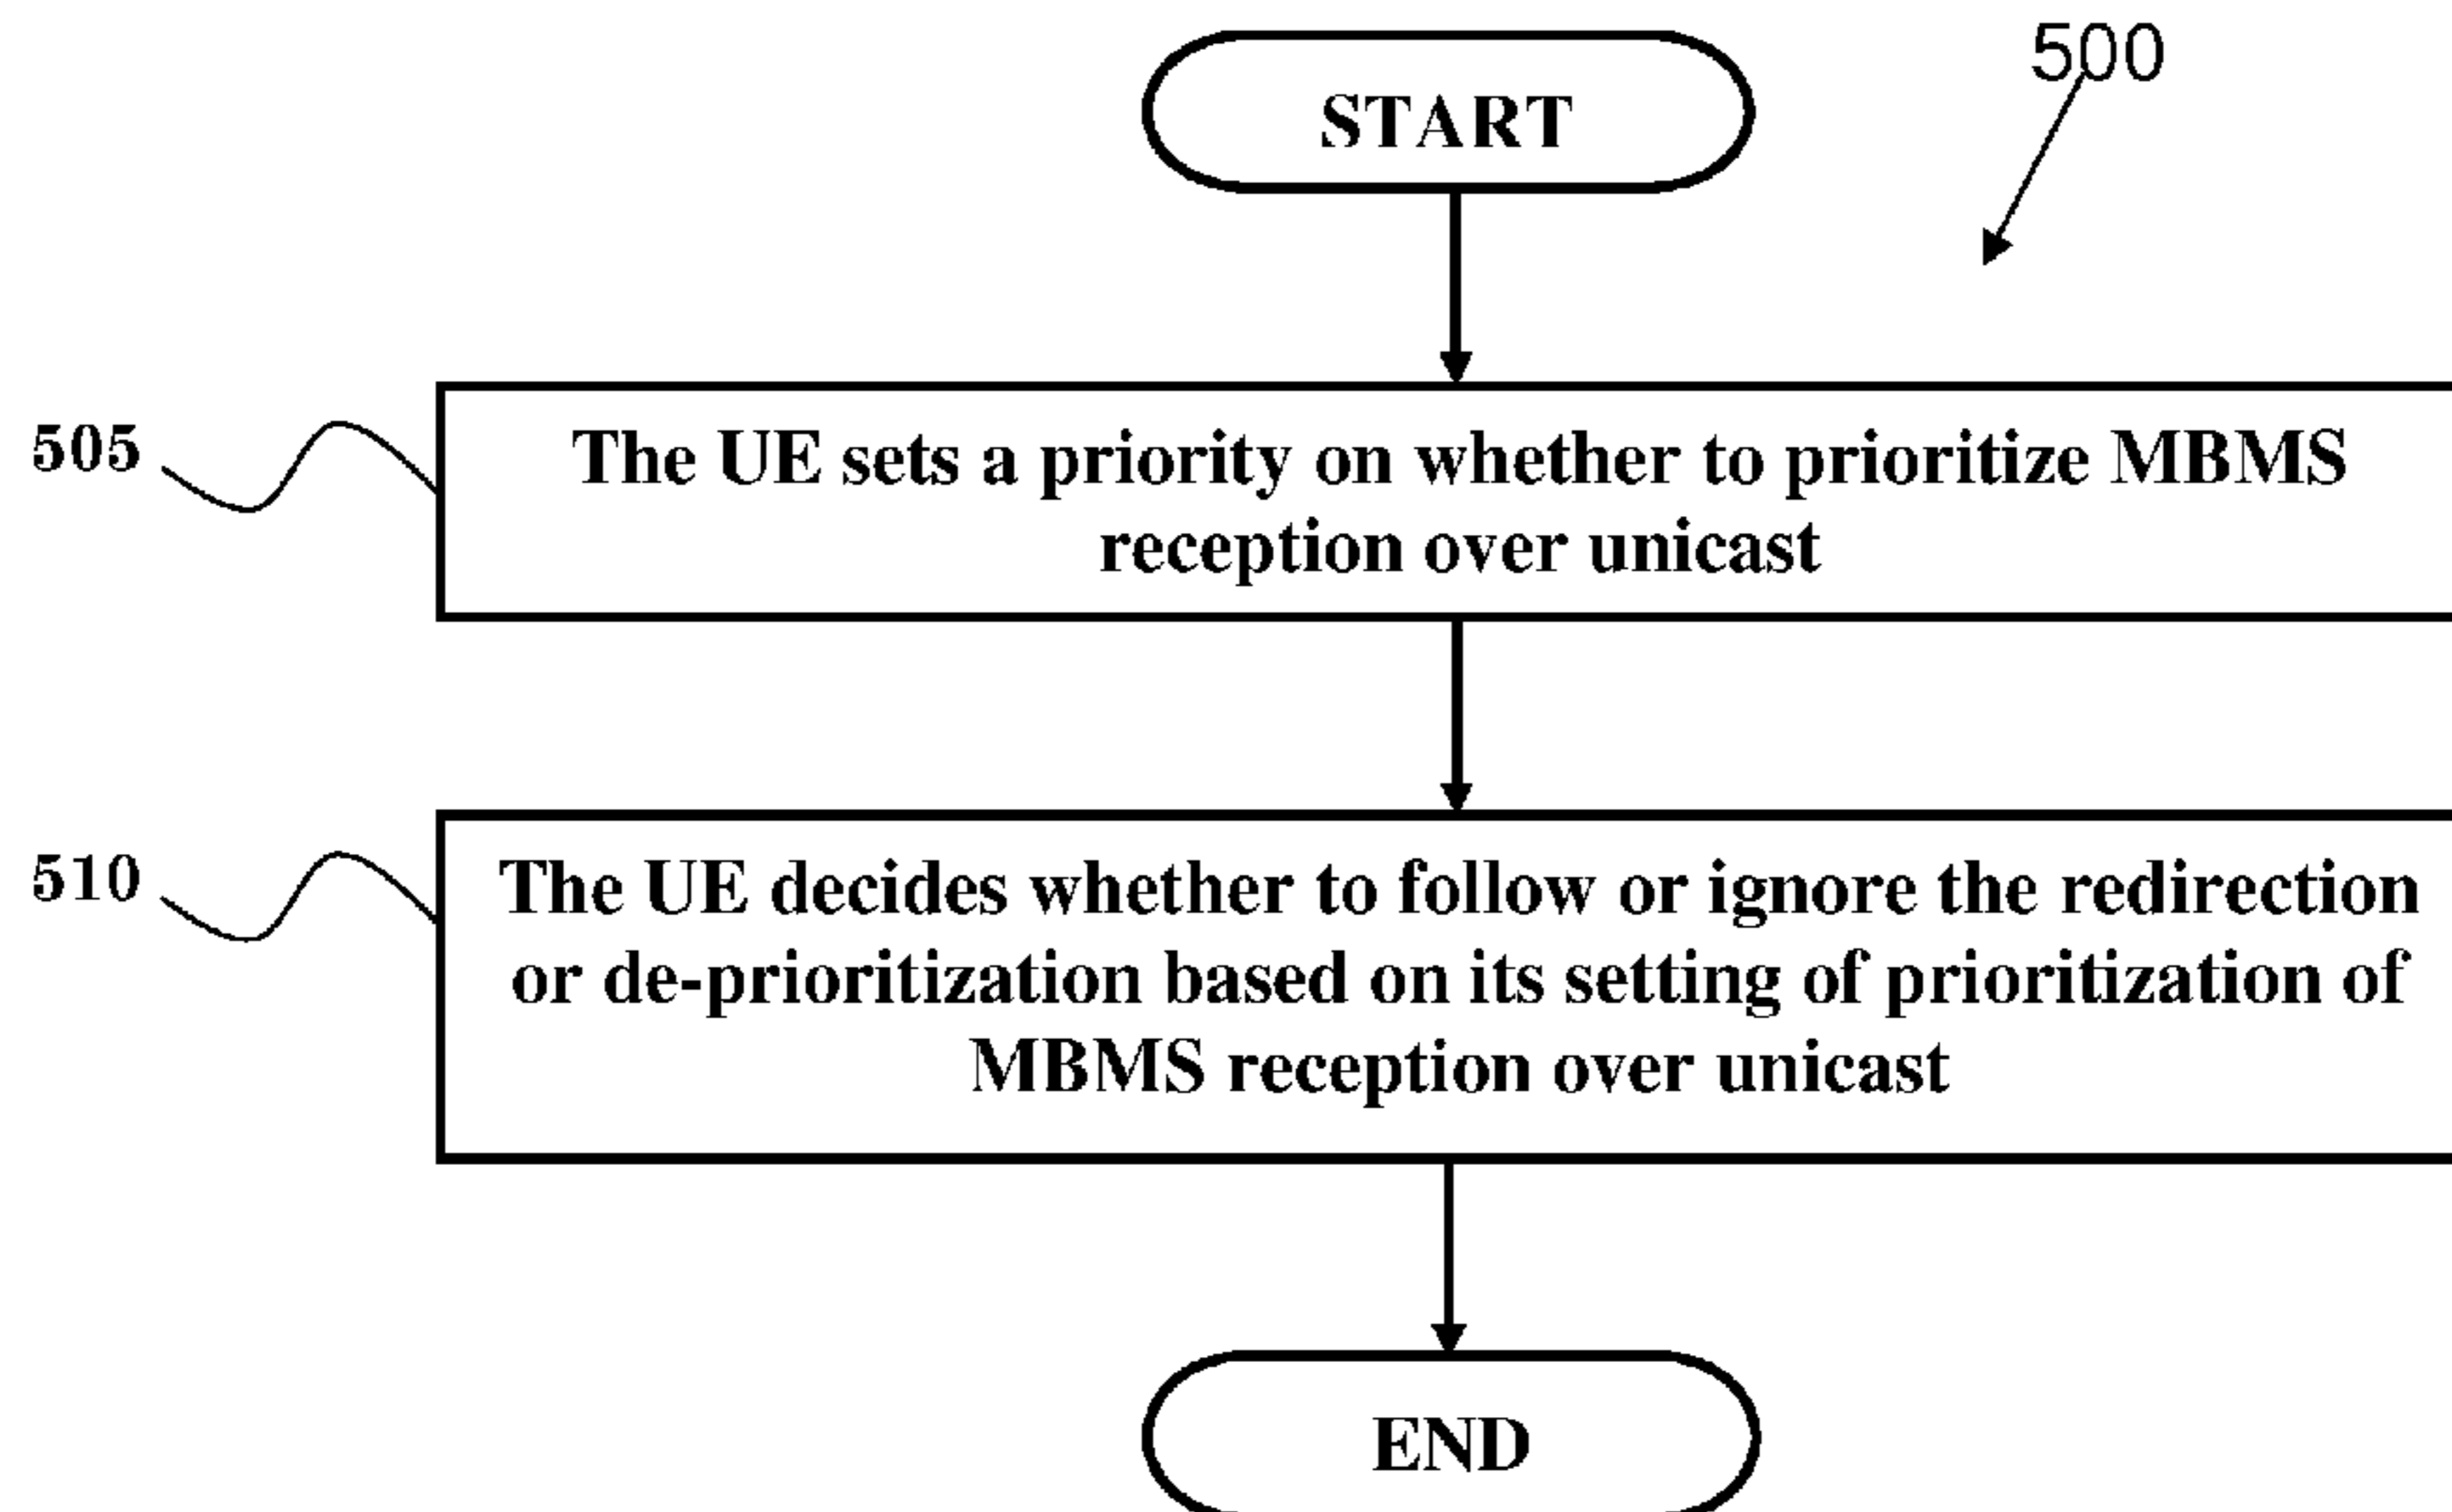 500
START
505
The UE sets a priority on whether to prioritize MBMS
reception over unicast
510
The UE decides whether to follow or ignore the redirection
or de-prioritization based on its setting of prioritization of
MBMS reception over unicast
END